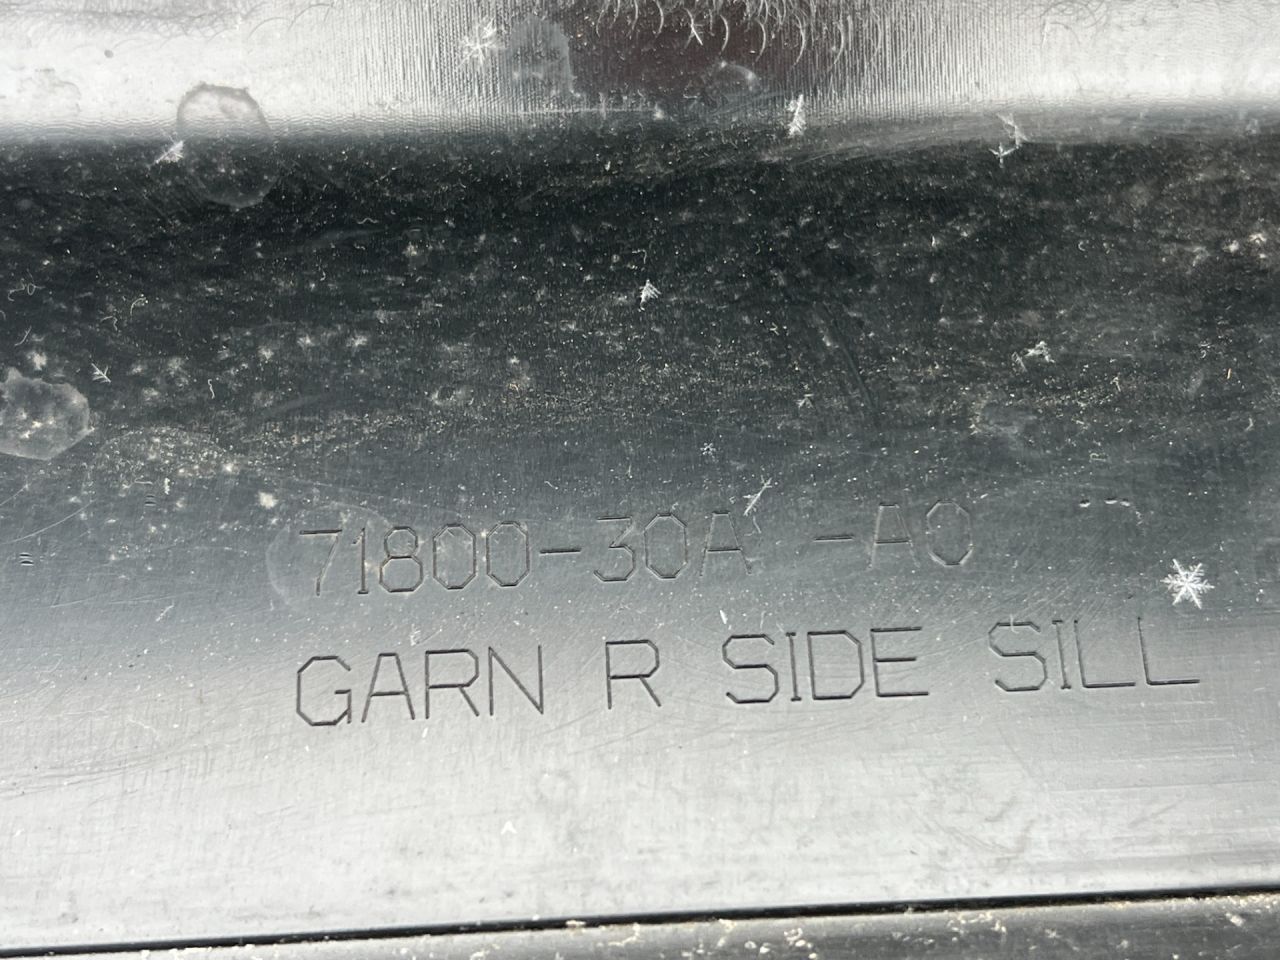 71800-30A -A0
GARN R SIDE SILL